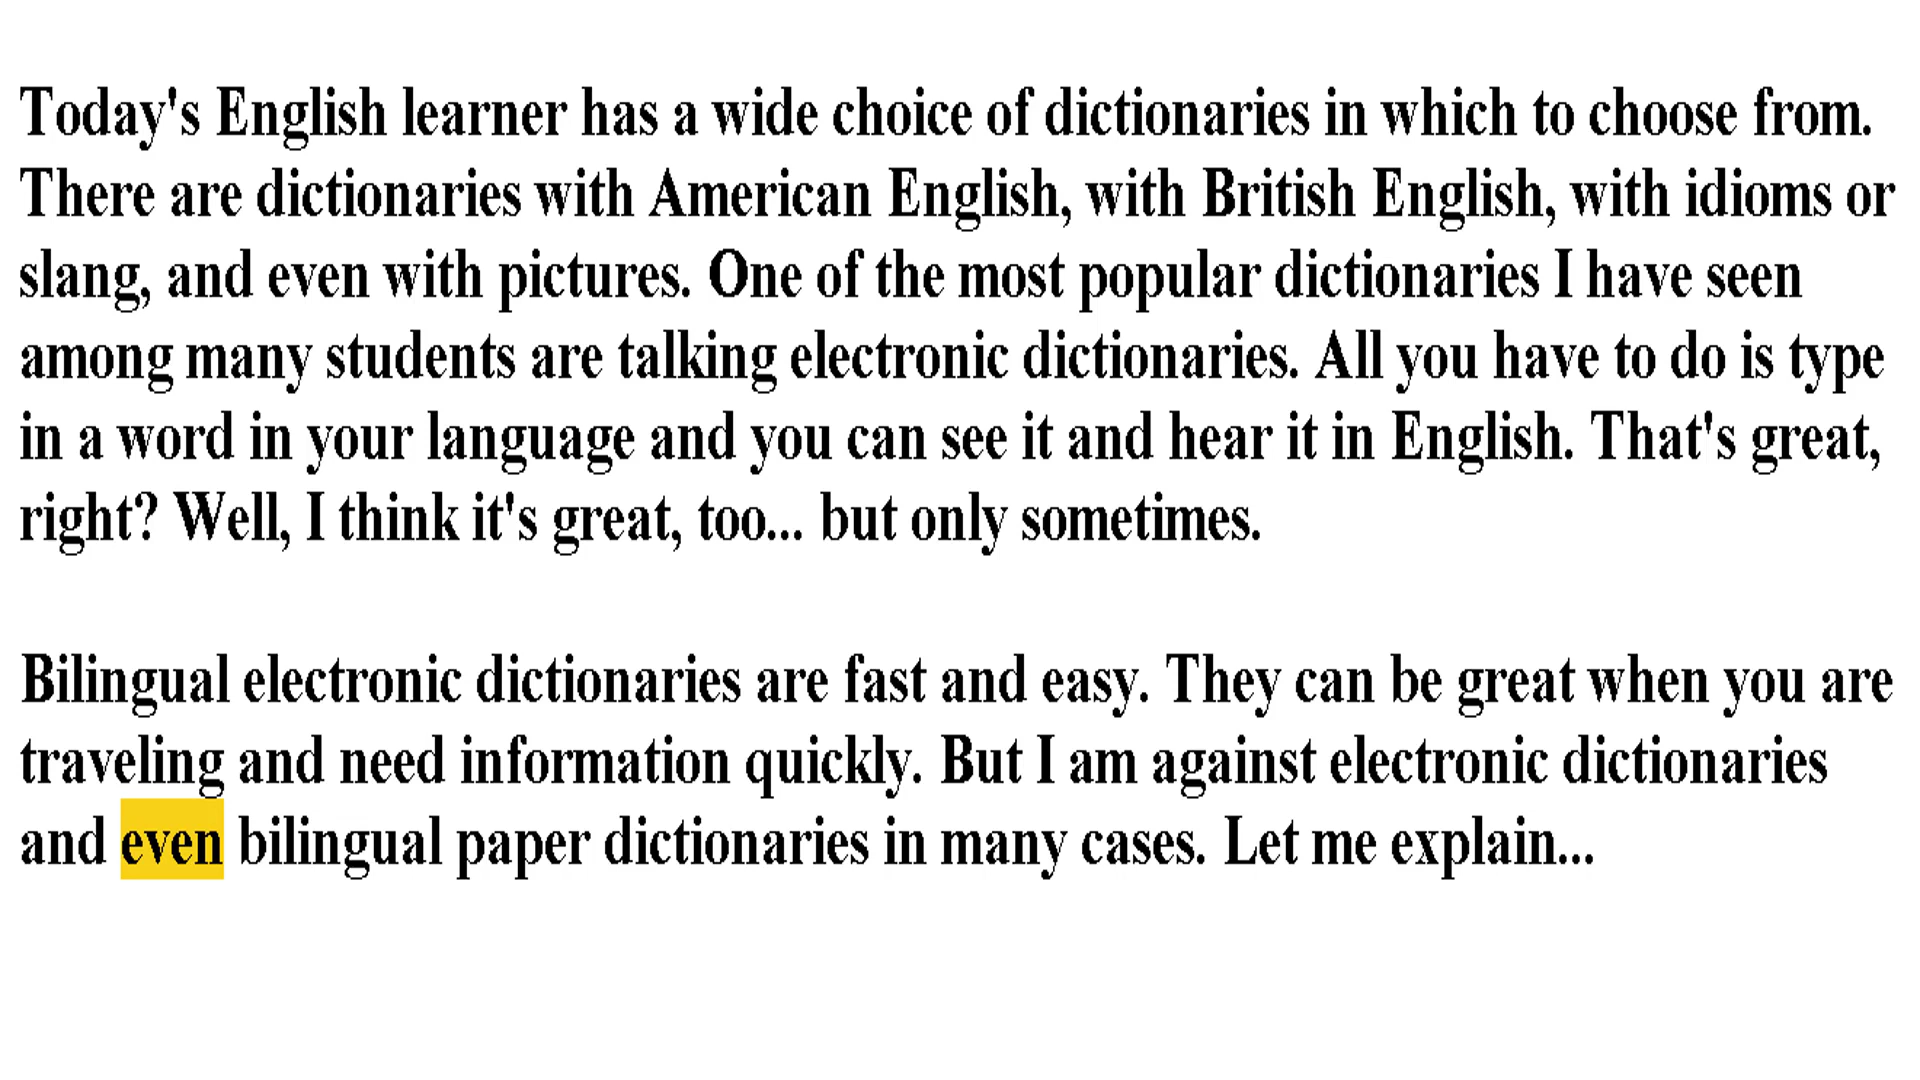 Today's English learner has a wide choice of dictionaries in which to choose from.
There are dictionaries with American English, with British English, with idioms or
slang, and even with pictures. One of the most popular dictionaries I have seen
among many students are talking electronic dictionaries. All you have to do is type
in a word in your language and you can see it and hear it in English. That's great,
right? Well, I think it's great, too... but only sometimes.
Bilingual electronic dictionaries are fast and easy. They can be great when you are
traveling and need information quickly. But I am against electronic dictionaries
and even bilingual paper dictionaries in many cases. Let me explain...